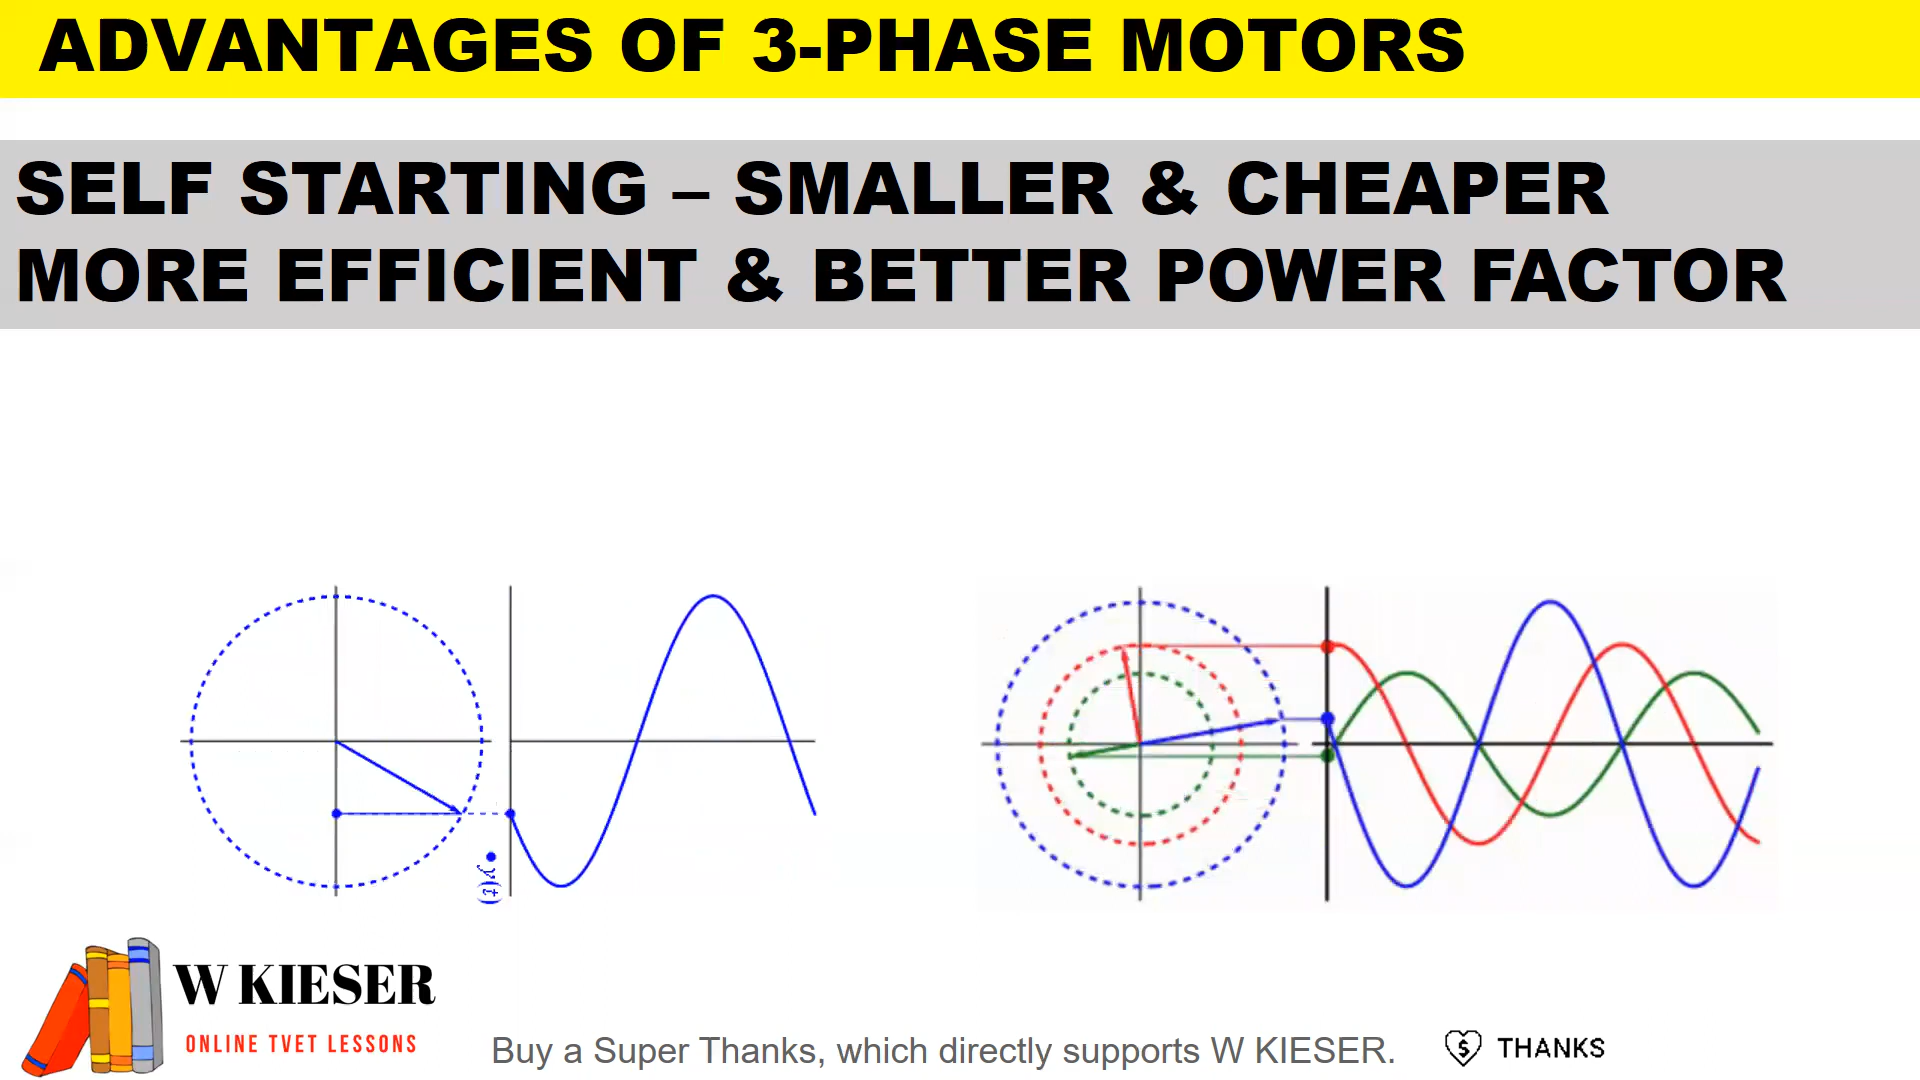 ADVANTAGES OF 3-PHASE MOTORS
SELF STARTING – SMALLER & CHEAPER
MORE EFFICIENT & BETTER POWER FACTOR
y(t)
W KIESER
ONLINE TVET LESSONS
Buy a Super Thanks, which directly supports W KIESER.
$ THANKS